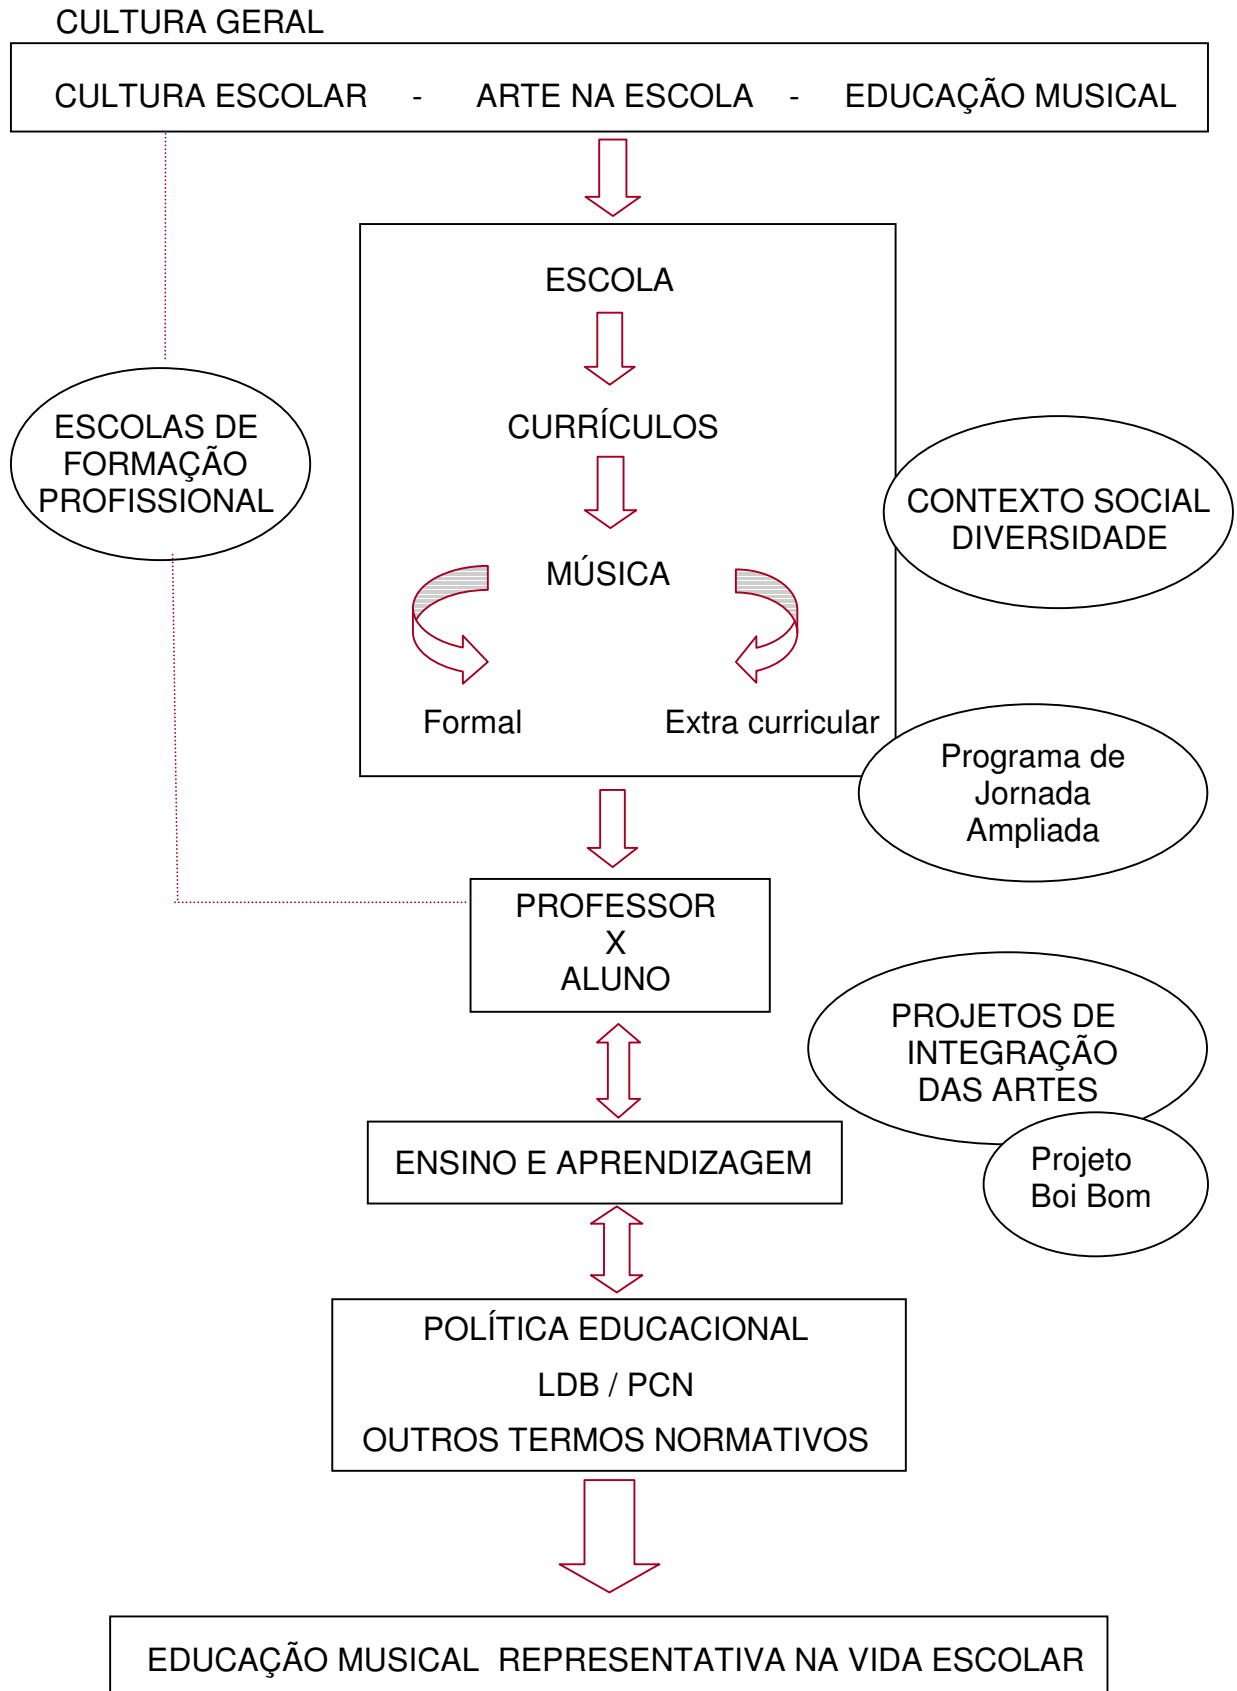 CULTURA GERAL
CULTURA ESCOLAR - ARTE NA ESCOLA - EDUCAÇÃO MUSICAL
ESCOLA
CURRÍCULOS
MÚSICA
Formal Extra curricular
ESCOLAS DE
FORMAÇÃO
PROFISSIONAL
CONTEXTO SOCIAL
DIVERSIDADE
Programa de
Jornada
Ampliada
PROFESSOR
X
ALUNO
PROJETOS DE
INTEGRAÇÃO
DAS ARTES
Projeto
Boi Bom
ENSINO E APRENDIZAGEM
POLÍTICA EDUCACIONAL
LDB / PCN
OUTROS TERMOS NORMATIVOS
EDUCAÇÃO MUSICAL REPRESENTATIVA NA VIDA ESCOLAR